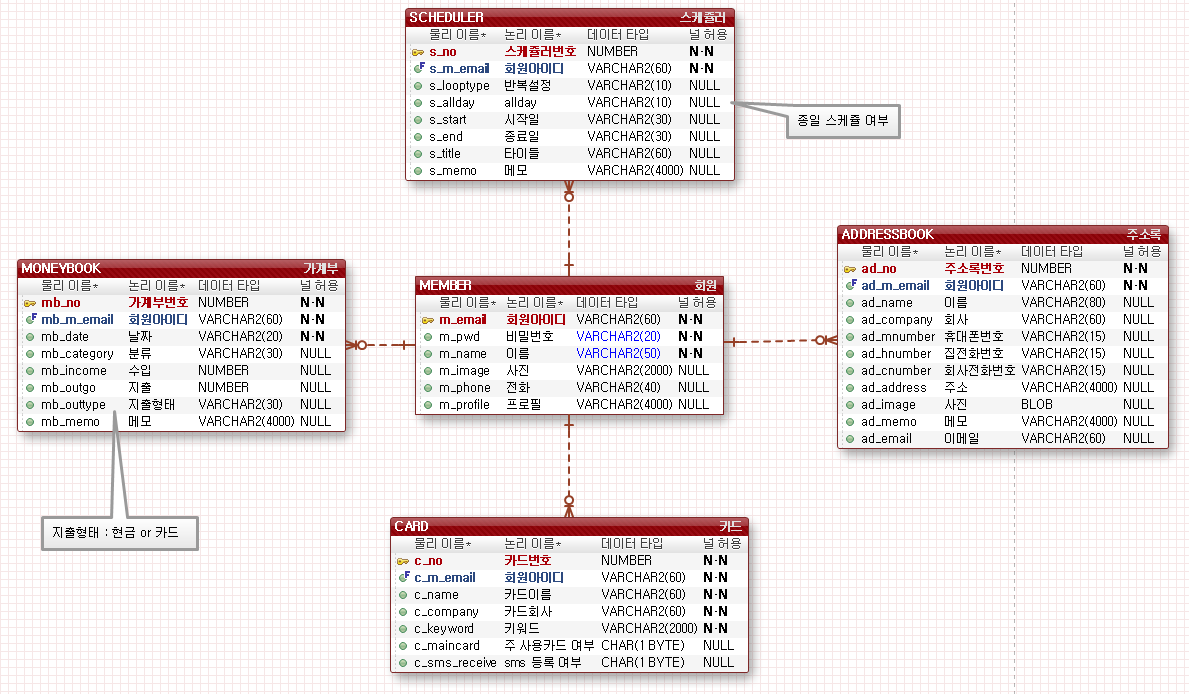 SCHEDULER 스케쥴러
물리 이름* 논리 이름* 데이터 타입 널 허용
s_no 스케쥴러번호 NUMBER N-N
s_m_email 회원아이디 VARCHAR2(60) N-N
s_looptype 반복설정 VARCHAR2(10) NULL
s_allday allday VARCHAR2(10) NULL
s_start 시작일 VARCHAR2(30) NULL
s_end 종료일 VARCHAR2(30) NULL
s_title 타이틀 VARCHAR2(60) NULL
s_memo 메모 VARCHAR2(4000) NULL
종일 스케쥴 여부
MONEYBOOK 가계부
물리 이름* 논리 이름* 데이터 타입 널 허용
mb_no 가계부번호 NUMBER N-N
mb_m_email 회원아이디 VARCHAR2(60) N-N
mb_date 날짜 VARCHAR2(20) N-N
mb_category 분류 VARCHAR2(30) NULL
mb_income 수입 NUMBER NULL
mb_outgo 지출 NUMBER NULL
mb_outtype 지출형태 VARCHAR2(30) NULL
mb_memo 메모 VARCHAR2(4000) NULL
지출형태 : 현금 or 카드
MEMBER 회원
물리 이름* 논리 이름* 데이터 타입 널 허용
m_email 회원아이디 VARCHAR2(60) N-N
m_pwd 비밀번호 VARCHAR2(20) N-N
m_name 이름 VARCHAR2(50) N-N
m_image 사진 VARCHAR2(2000) NULL
m_phone 전화 VARCHAR2(40) NULL
m_profile 프로필 VARCHAR2(4000) NULL
ADDRESSBOOK 주소록
물리 이름* 논리 이름* 데이터 타입 널 허용
ad_no 주소록번호 NUMBER N-N
ad_m_email 회원아이디 VARCHAR2(60) N-N
ad_name 이름 VARCHAR2(80) NULL
ad_company 회사 VARCHAR2(60) NULL
ad_mnumber 휴대폰번호 VARCHAR2(15) NULL
ad_hnumber 집전화번호 VARCHAR2(15) NULL
ad_cnumber 회사전화번호 VARCHAR2(15) NULL
ad_address 주소 VARCHAR2(4000) NULL
ad_image 사진 BLOB NULL
ad_memo 메모 VARCHAR2(4000) NULL
ad_email 이메일 VARCHAR2(60) NULL
CARD 카드
물리 이름* 논리 이름* 데이터 타입 널 허용
c_no 카드번호 NUMBER N-N
c_m_email 회원아이디 VARCHAR2(60) N-N
c_name 카드이름 VARCHAR2(60) N-N
c_company 카드회사 VARCHAR2(60) N-N
c_keyword 키워드 VARCHAR2(2000) N-N
c_maincard 주 사용카드 여부 CHAR(1 BYTE) NULL
c_sms_receive sms 등록 여부 CHAR(1 BYTE) NULL